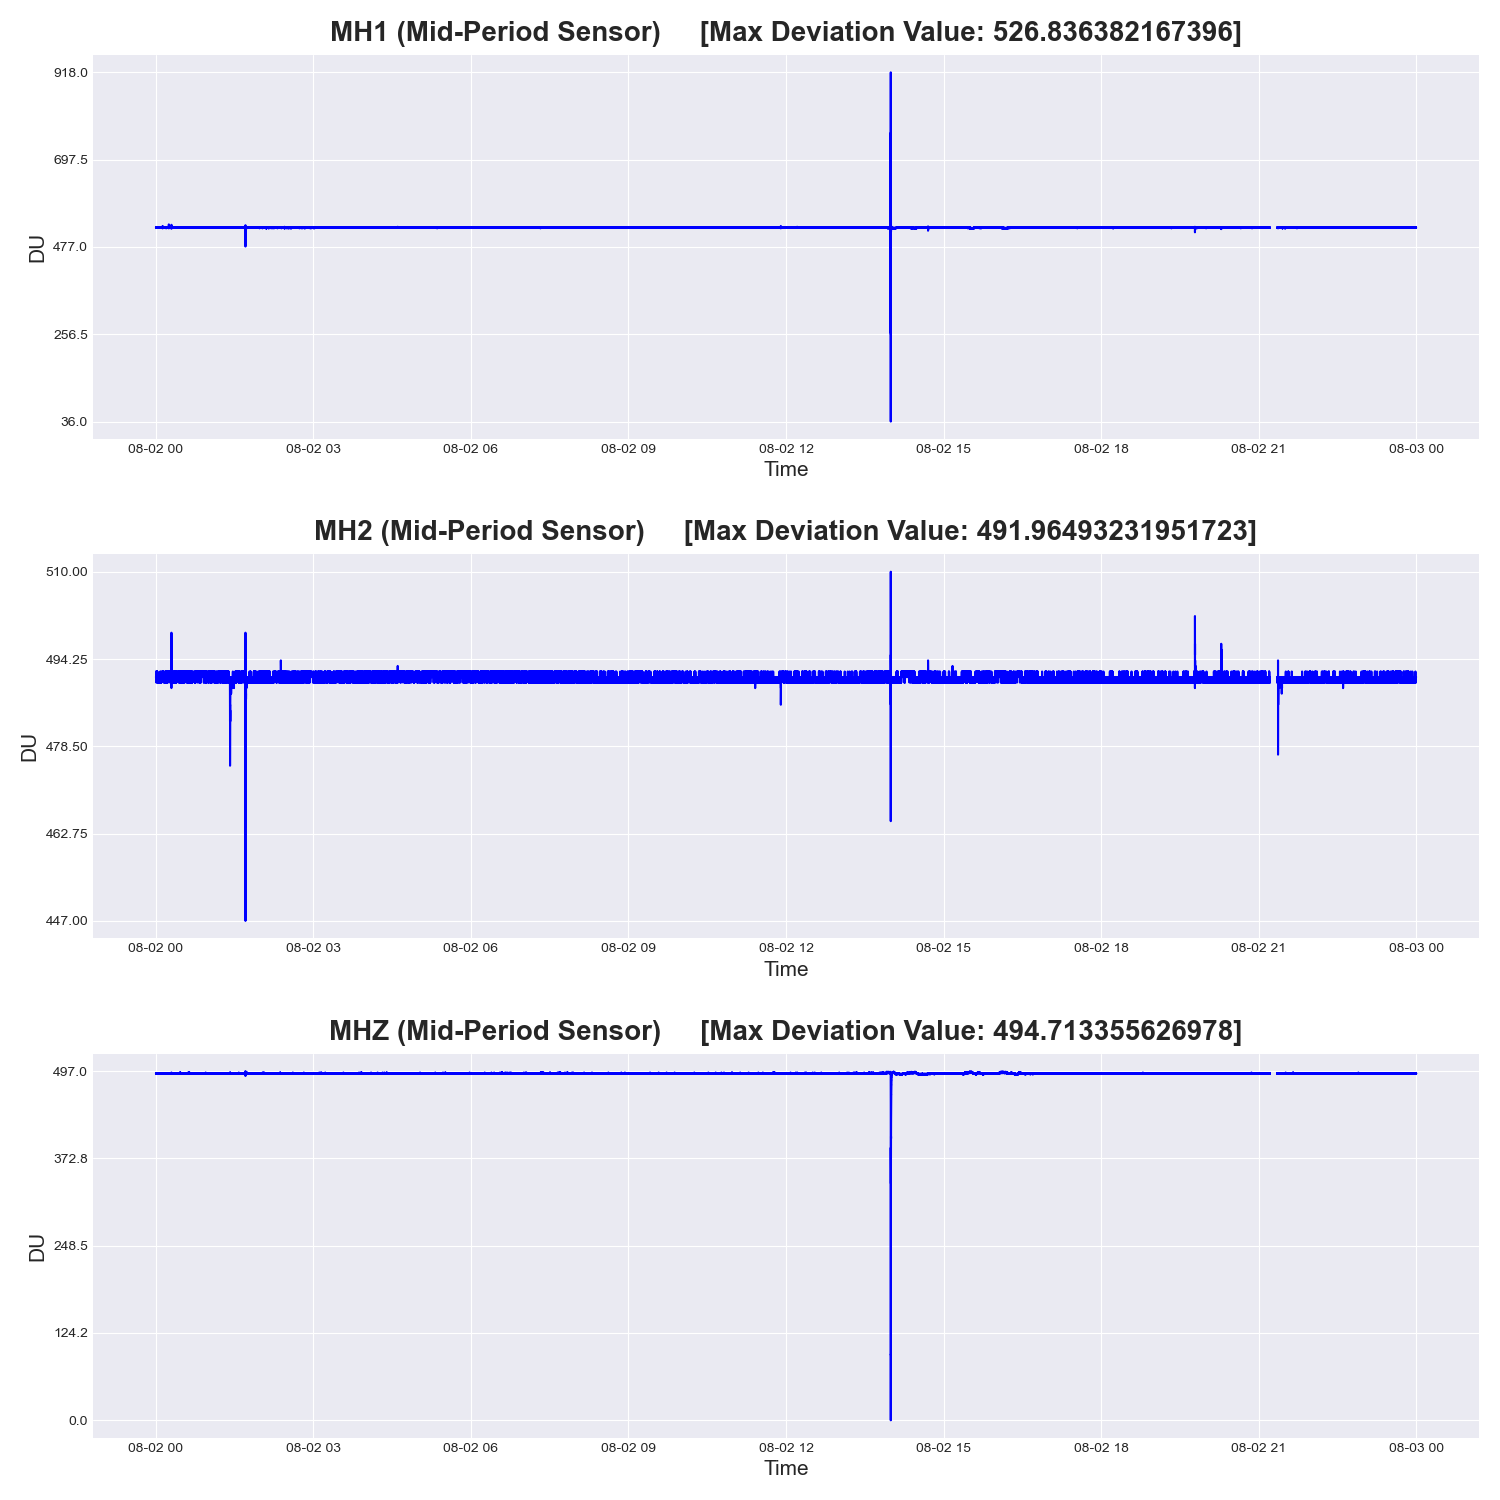 MH1 (Mid-Period Sensor) [Max Deviation Value: 526.836382167396]
918.0
697.5
477.0
256.5
36.0
DU
08-02 00 08-02 03 08-02 06 08-02 09 08-02 12 08-02 15 08-02 18 08-02 21 08-03 00
Time
MH2 (Mid-Period Sensor) [Max Deviation Value: 491.96493231951723]
510.00
494.25
478.50
462.75
447.00
DU
08-02 00 08-02 03 08-02 06 08-02 09 08-02 12 08-02 15 08-02 18 08-02 21 08-03 00
Time
MHZ (Mid-Period Sensor) [Max Deviation Value: 494.713355626978]
497.0
372.8
248.5
124.2
0.0
DU
08-02 00 08-02 03 08-02 06 08-02 09 08-02 12 08-02 15 08-02 18 08-02 21 08-03 00
Time